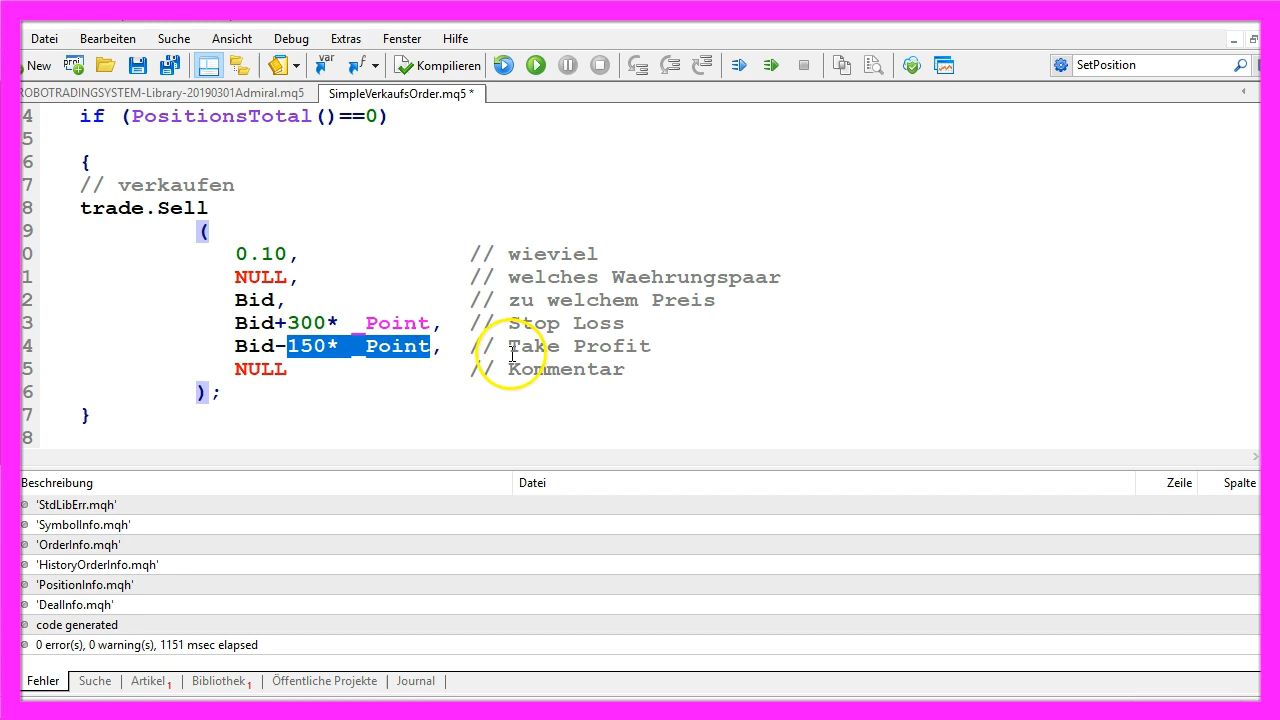 Datei Bearbeiten Suche Ansicht Debug Extras Fenster Hilfe
New Kompilieren SetPosition
ROBOTRADINGSYSTEM-Library-20190301Admiral.mq5 SimpleVerkaufsOrder.mq5 *
4 if (PositionsTotal()==0)
5
6 {
7 // verkaufen
8 trade.Sell
9 (
0 0.10, // wieviel
1 NULL, // welches Waehrungspaar
2 Bid, // zu welchem Preis
3 Bid+300* _Point, // Stop Loss
4 Bid-150* _Point, // Take Profit
5 NULL // Kommentar
6 );
7 }
8
Beschreibung Datei Zeile Spalte
'StdLibErr.mqh'
'SymbolInfo.mqh'
'OrderInfo.mqh'
'HistoryOrderInfo.mqh'
'PositionInfo.mqh'
'DealInfo.mqh'
code generated
0 error(s), 0 warning(s), 1151 msec elapsed
Fehler Suche Artikel 1 Bibliothek 1 Öffentliche Projekte Journal